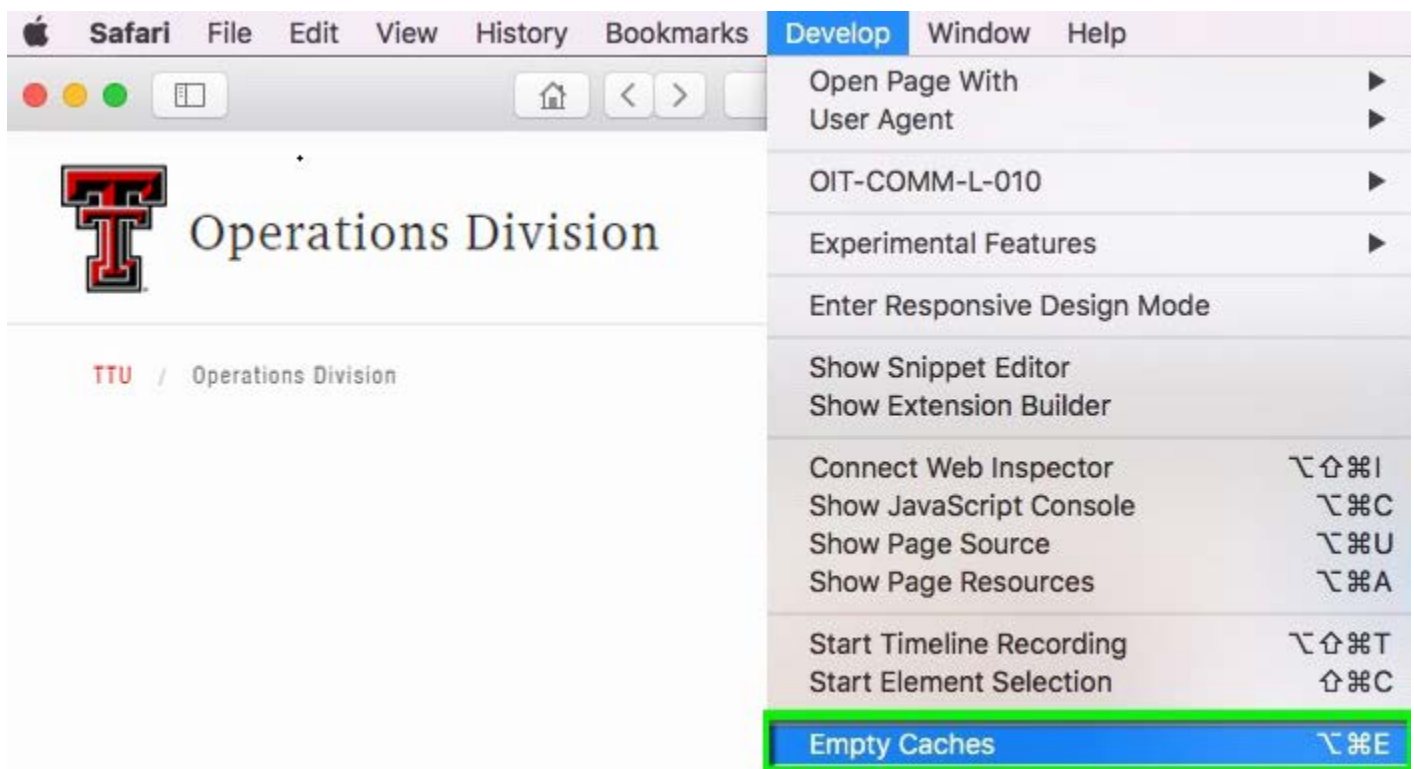 Safari File Edit View History Bookmarks Develop Window Help
Operations Division
TTU / Operations Division
Open Page With
User Agent
OIT-COMM-L-010
Experimental Features
Enter Responsive Design Mode
Show Snippet Editor
Show Extension Builder
Connect Web Inspector ⌥⇧⌘I
Show JavaScript Console ⌥⌘C
Show Page Source ⌥⌘U
Show Page Resources ⌥⌘A
Start Timeline Recording ⌥⇧⌘T
Start Element Selection ⇧⌘C
Empty Caches ⌥⌘E